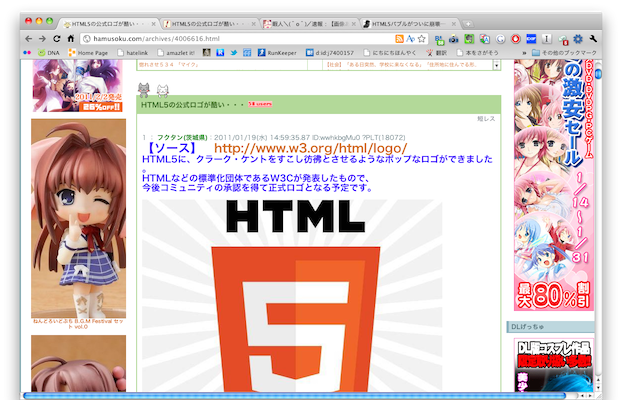 HTML5の公式ロゴが酷い・・
HTML5の公式ロゴが酷い・・
HTML5バブルがついに崩壊
hamusoku.com/archives/4006616.html
DNA
Home Page
hatelink
amazlet it!
RunKeeper
d:id:j7400157
にちにちほんやく
本をさがそう
その他のブックマーク
惚れさせ534 "マイク"。
HTML5の公式ロゴが酷い・・・
短レス
1 ： フクタン(茨城県)：2011/01/19(水) 14:59:35.87 ID:wwhkbgMu0 ?PLT(18072)
【ソース】 http://www.w3.org/html/logo/
HTML5に、クラーク・ケントをすこし彷彿とさせるようなポップなロゴができました
。
HTMLなどの標準化団体であるW3Cが発表したもので、
今後コミュニティの承認を得て正式ロゴとなる予定です。
HTML
5
2011/2/2発売
26%off!!
ねんどろいどぷち B.G.M Festival セット vol.0
の激安セール
1／14〜1／31
最大80%割引
DLげっちゅ
DL版コスプレ作品